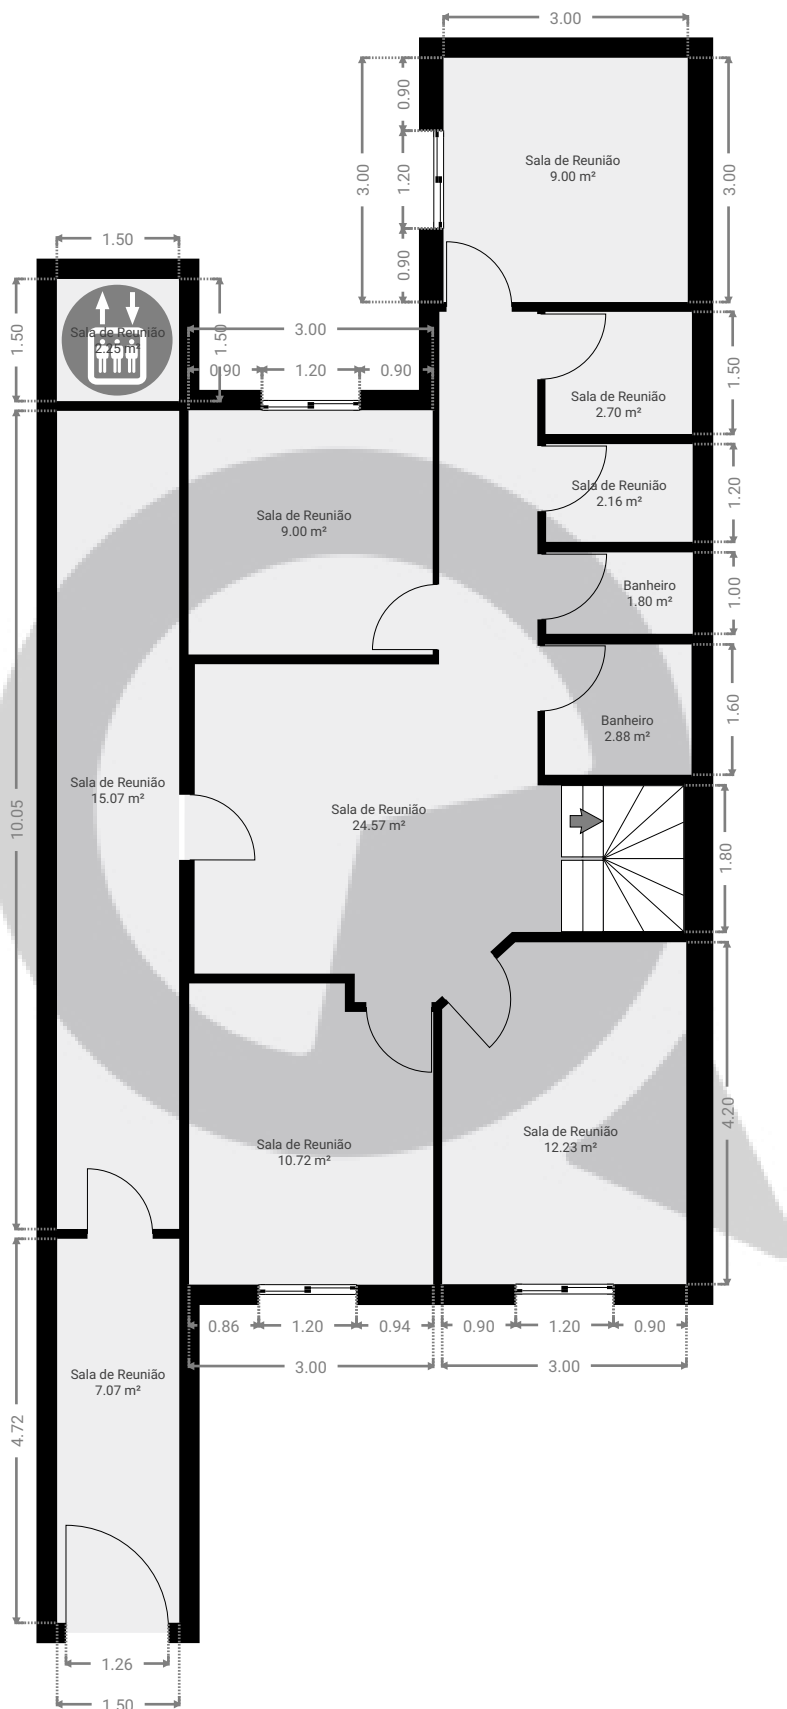 3.00
0.90
3.00
1.20
3.00
0.90
Sala de Reunião
9.00 m²
1.50
1.50
Sala de Reunião
2.25 m²
1.50
3.00
0.90
1.20
0.90
1.50
Sala de Reunião
2.70 m²
Sala de Reunião
2.16 m²
1.20
Sala de Reunião
9.00 m²
Banheiro
1.80 m²
1.00
Banheiro
2.88 m²
1.60
10.05
Sala de Reunião
15.07 m²
Sala de Reunião
24.57 m²
1.80
4.20
Sala de Reunião
10.72 m²
Sala de Reunião
12.23 m²
0.86
1.20
0.94
0.90
1.20
0.90
3.00
3.00
Sala de Reunião
7.07 m²
4.72
1.26
1.50